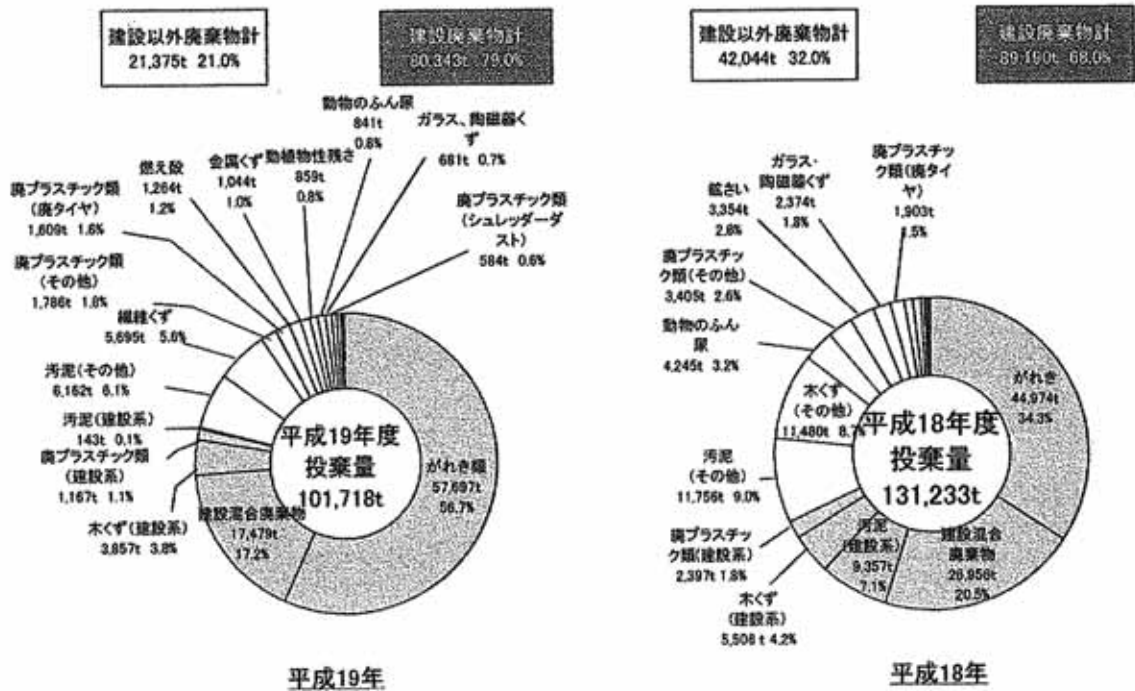 建設以外廃棄物計
21,375t 21.0%
建設廃棄物計
80,343t 79.0%
動物のふん尿
841t
0.8%
ガラス、陶磁器く
ず
681t 0.7%
燃え殻
1,264t
1.2%
金属くず
1,044t
1.0%
動植物性残さ
859t
0.8%
廃プラスチック類
(シュレッダーダ
スト)
584t 0.6%
廃プラスチック類
(廃タイヤ)
1,609t 1.6%
廃プラスチック類
(その他)
1,786t 1.8%
繊維くず
5,695t 5.6%
汚泥(その他)
6,162t 6.1%
汚泥(建設系)
143t 0.1%
廃プラスチック類
(建設系)
1,167t 1.1%
木くず(建設系)
3,857t 3.8%
建設混合廃棄物
17,479t
17.2%
がれき類
57,697t
56.7%
平成19年度
投棄量
101,718t
平成19年
建設以外廃棄物計
42,044t 32.0%
建設廃棄物計
89,190t 68.0%
鉱さい
3,354t
2.6%
ガラス・
陶磁器くず
2,374t
1.8%
廃プラスチッ
ク類(廃タイ
ヤ)
1,903t
1.5%
廃プラスチッ
ク類(その他)
3,405t 2.6%
動物のふん
尿
4,245t 3.2%
木くず
(その他)
11,480t 8.7%
汚泥
(その他)
11,756t 9.0%
廃プラスチッ
ク類(建設系)
2,397t 1.8%
木くず
(建設系)
5,508t 4.2%
汚泥
(建設系)
9,357t
7.1%
建設混合
廃棄物
26,956t
20.5%
がれき
44,974t
34.3%
平成18年度
投棄量
131,233t
平成18年